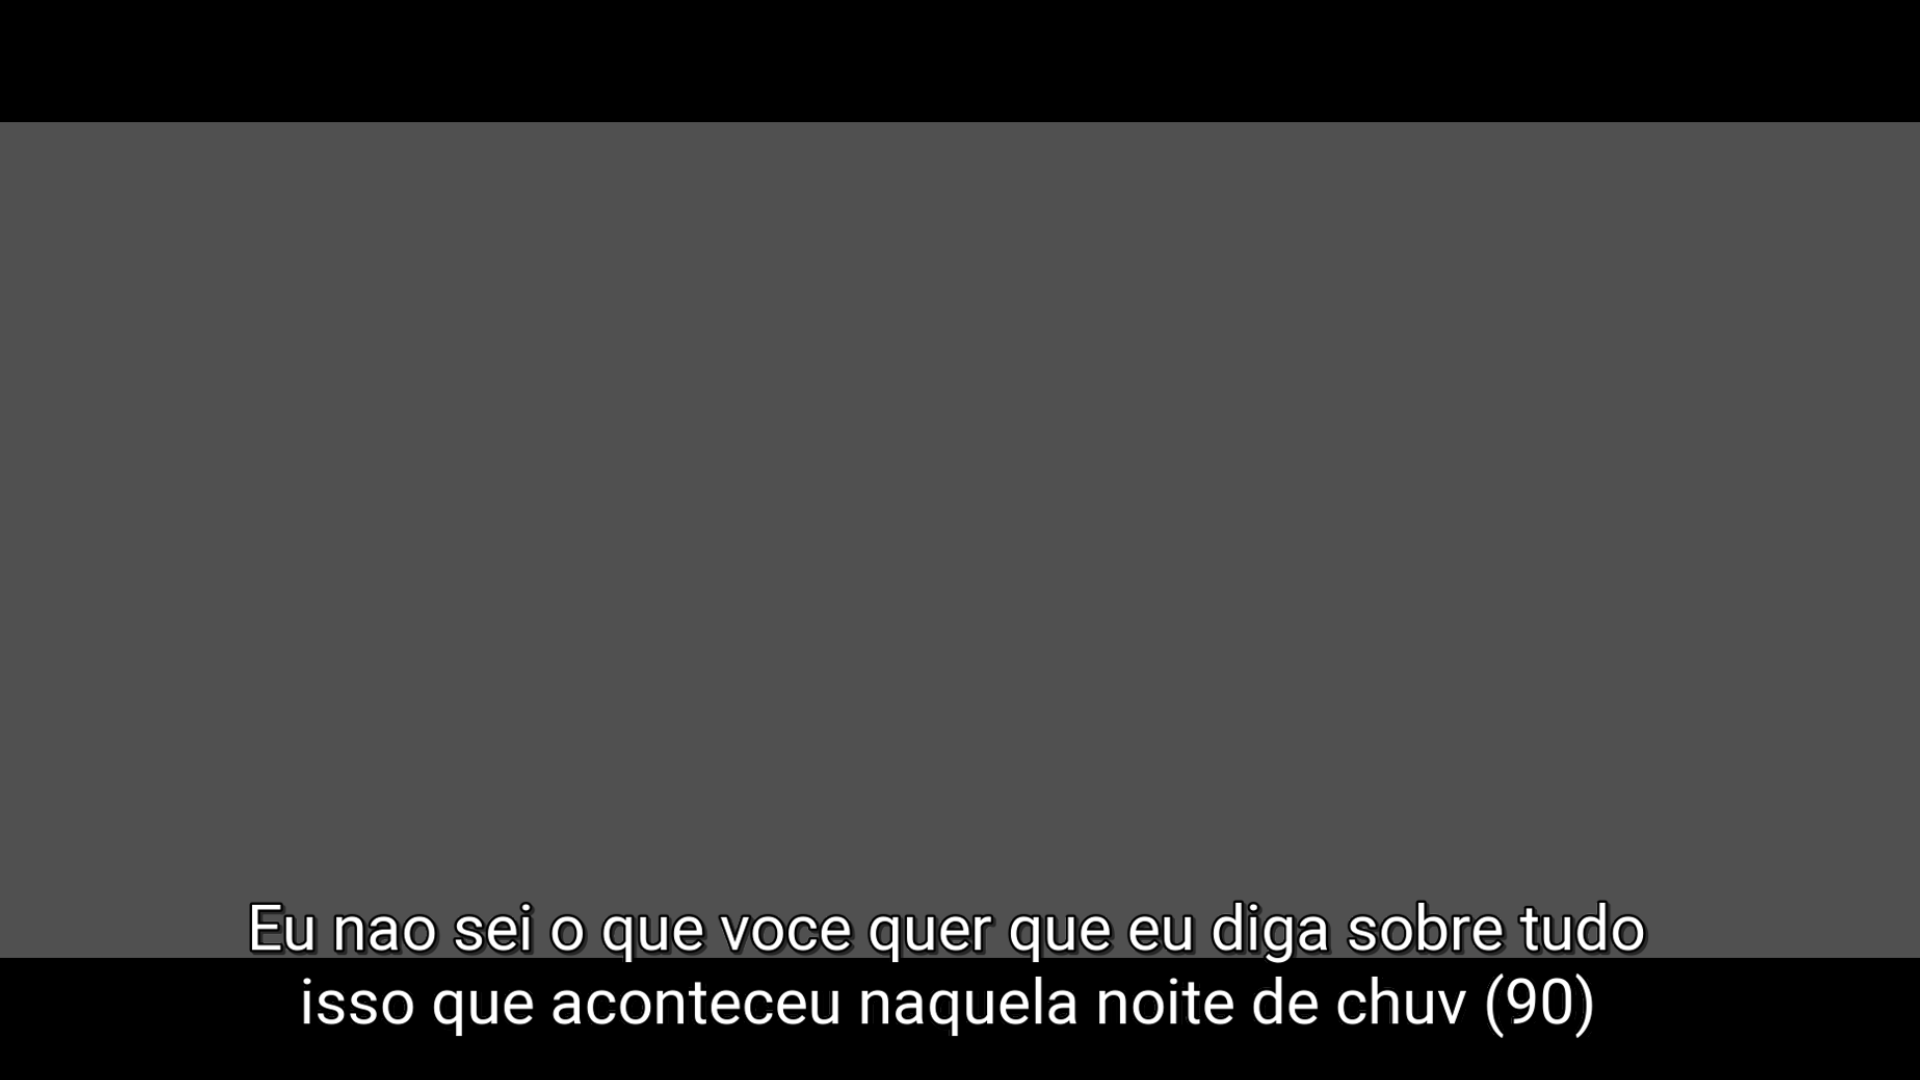 Eu nao sei o que voce quer que eu diga sobre tudo
isso que aconteceu naquela noite de chuv (90)